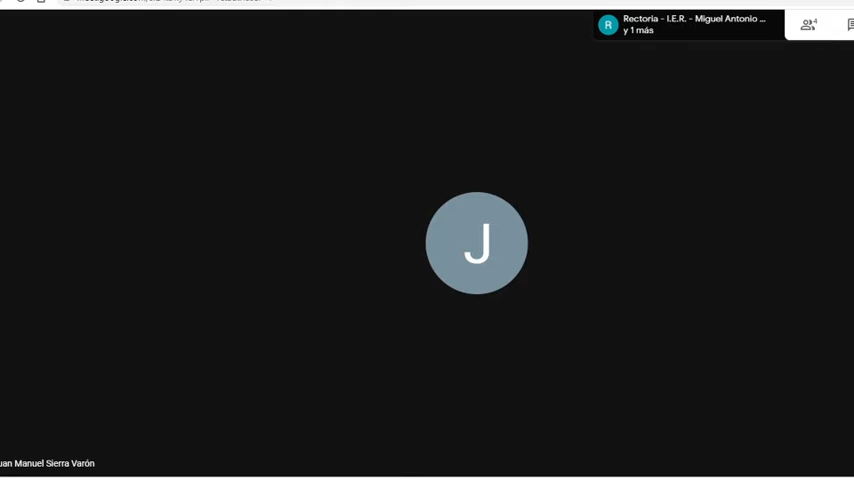 R
Rectoria - I.E.R. - Miguel Antonio ...
y 1 más
4
J
uan Manuel Sierra Varón